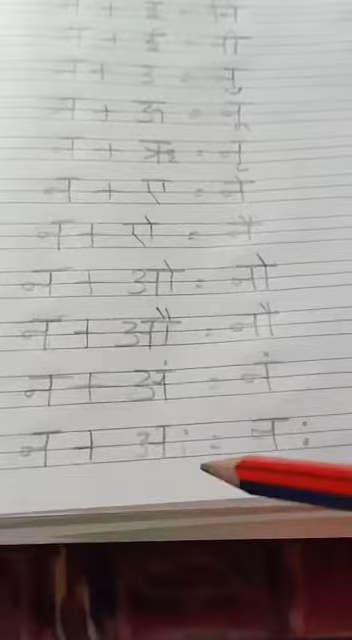 न + इ = नि
न + ई = नी
न + उ = नु
न + ऊ = नू
न + ऋ = नृ
न + ए = ने
न + ऐ = नै
न + ओ = नो
न + औ = नौ
न + अं = नं
न + अः = नः